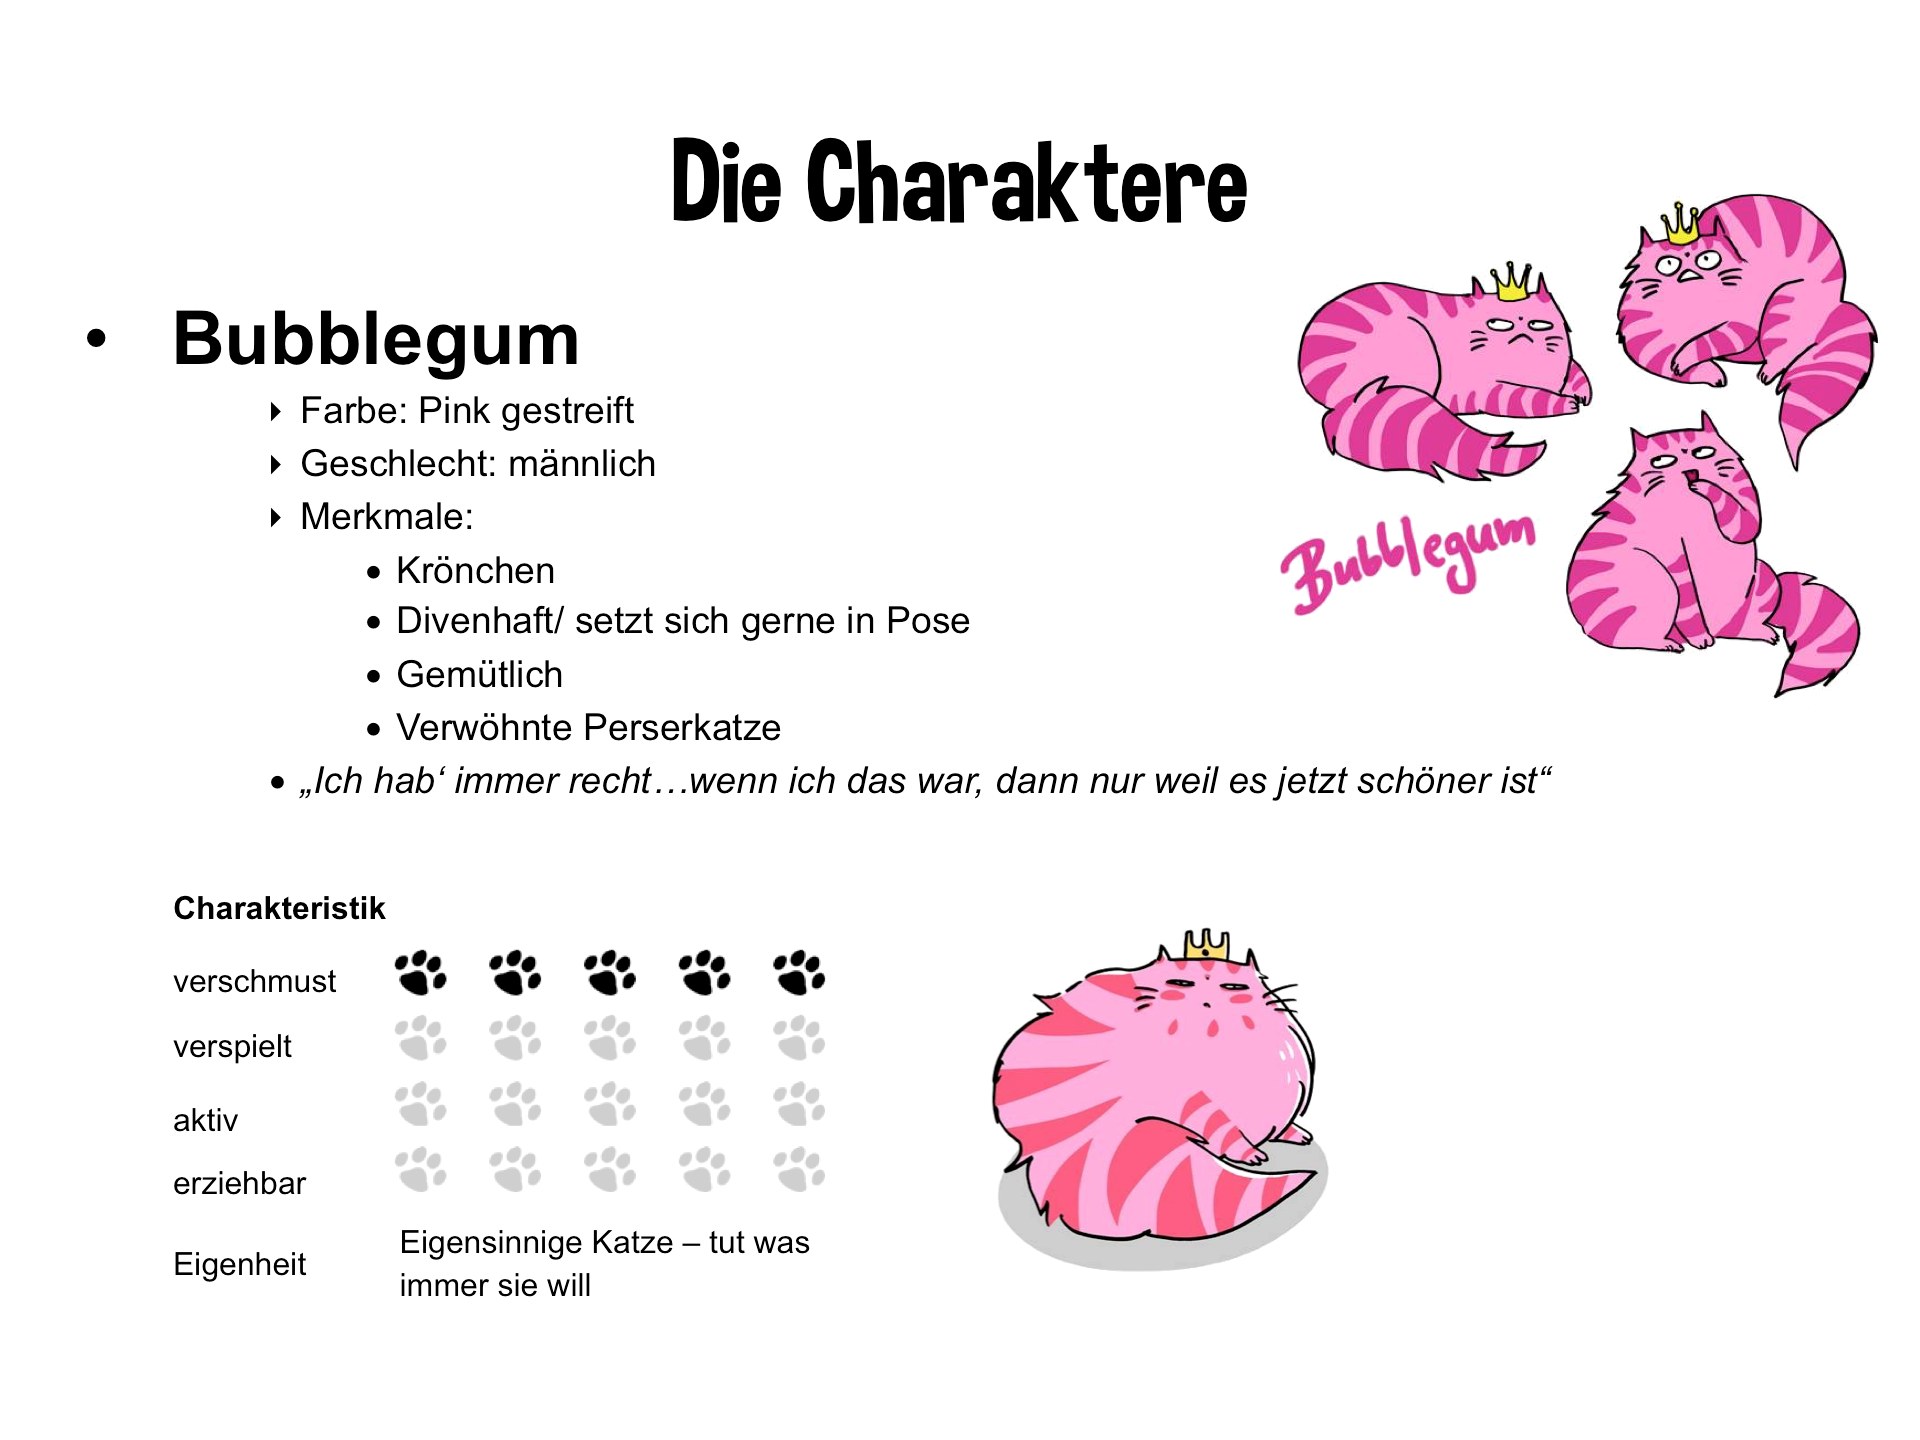 Die Charaktere
• Bubblegum
‣ Farbe: Pink gestreift
‣ Geschlecht: männlich
‣ Merkmale:
• Krönchen
• Divenhaft/ setzt sich gerne in Pose
• Gemütlich
• Verwöhnte Perserkatze
• „Ich hab‘ immer recht…wenn ich das war, dann nur weil es jetzt schöner ist“
Bubblegum
Charakteristik
verschmust
verspielt
aktiv
erziehbar
Eigenheit
Eigensinnige Katze – tut was
immer sie will